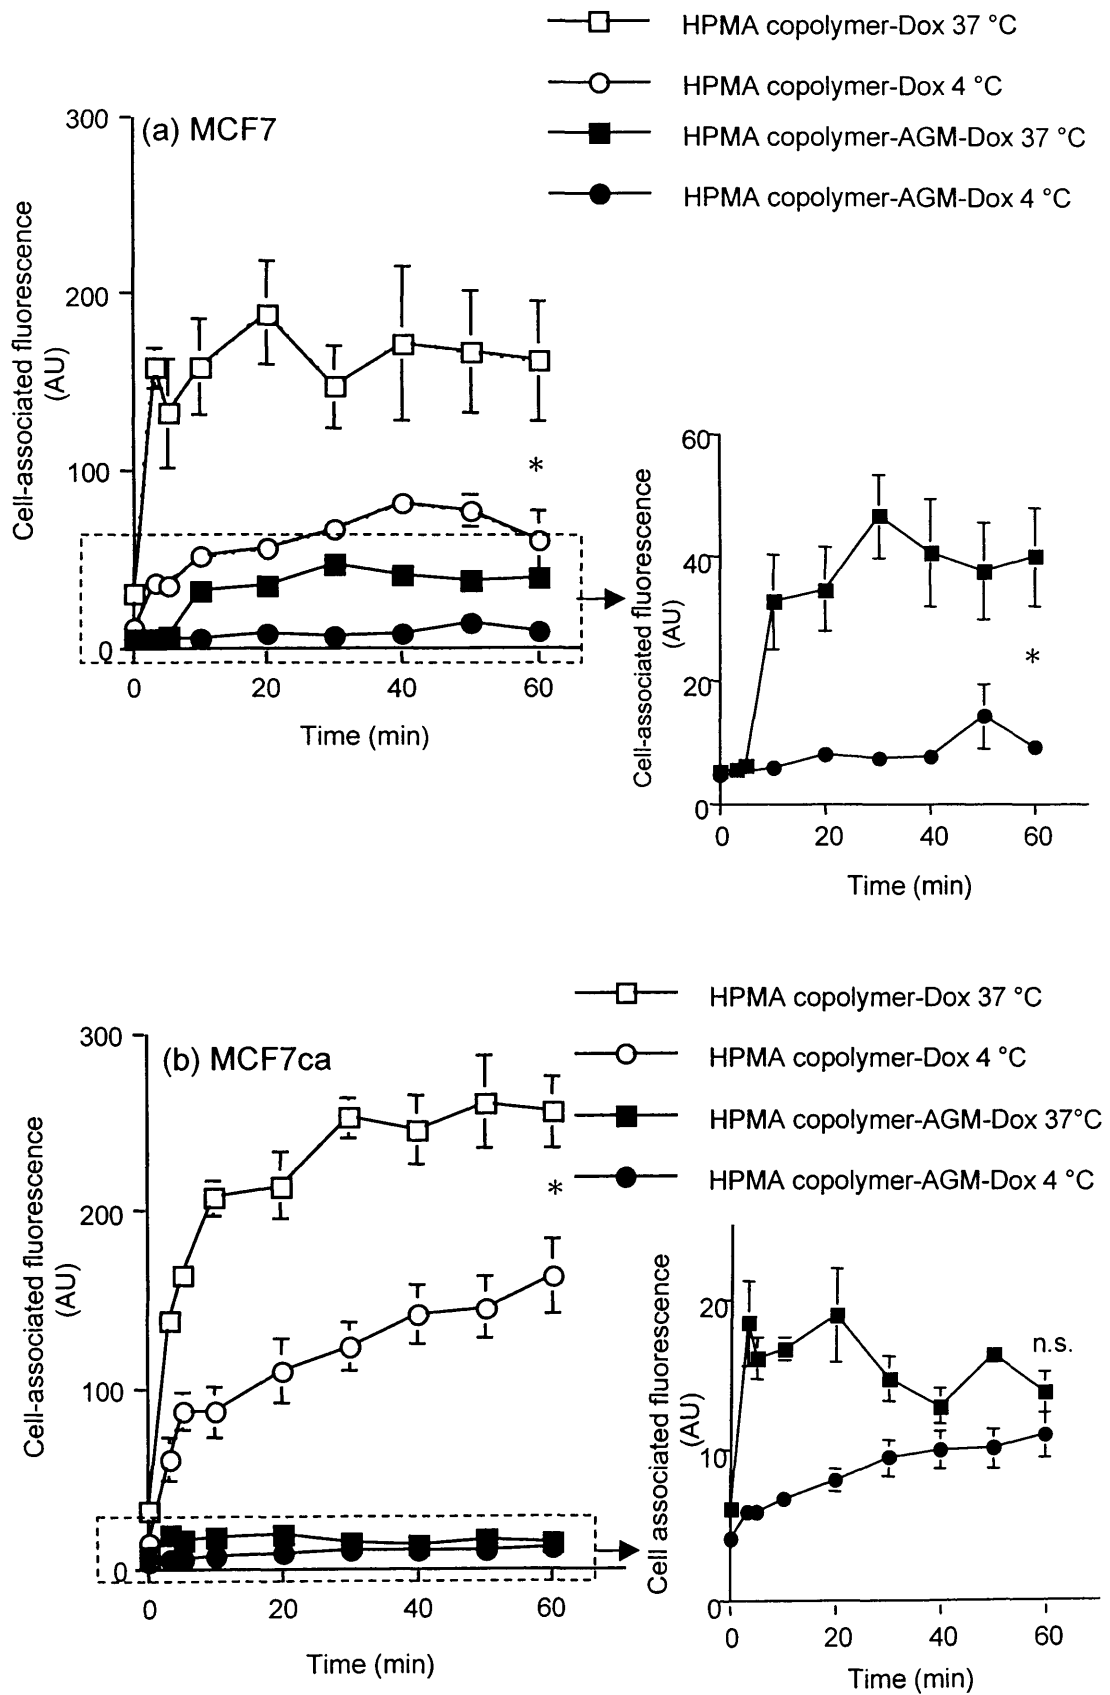 HPMA copolymer-Dox 37 °C
HPMA copolymer-Dox 4 °C
HPMA copolymer-AGM-Dox 37 °C
HPMA copolymer-AGM-Dox 4 °C
(a) MCF7
Cell-associated fluorescence
(AU)
300
200
100
0
*
0 20 40 60
Time (min)
Cell-associated fluorescence
(AU)
60
40
20
0
*
0 20 40 60
Time (min)
HPMA copolymer-Dox 37 °C
HPMA copolymer-Dox 4 °C
HPMA copolymer-AGM-Dox 37°C
HPMA copolymer-AGM-Dox 4 °C
(b) MCF7ca
Cell-associated fluorescence
(AU)
300
200
100
0
*
0 20 40 60
Time (min)
Cell associated fluorescence
(AU)
20
10
0
n.s.
0 20 40 60
Time (min)